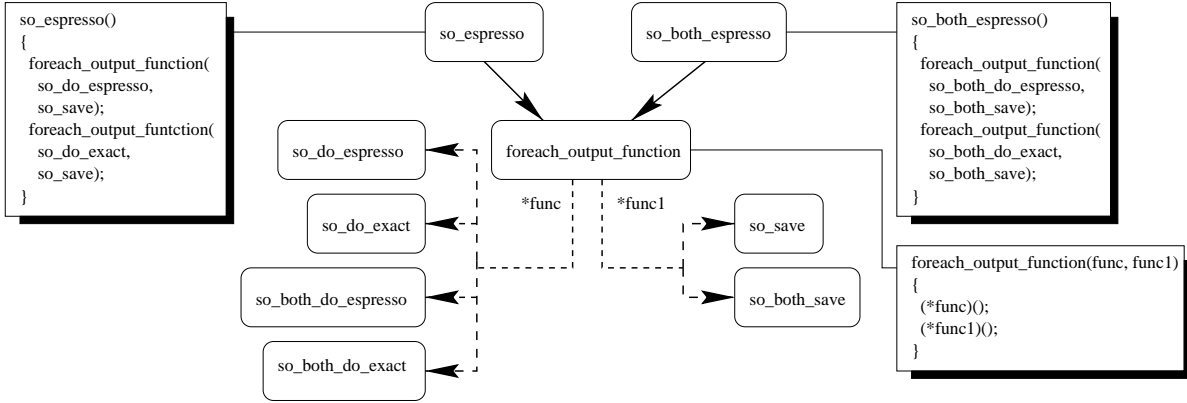 so_espresso()
{
foreach_output_function(
so_do_espresso,
so_save);
foreach_output_funtction(
so_do_exact,
so_save);
}
so_espresso
so_both_espresso
so_both_espresso()
{
foreach_output_function(
so_both_do_espresso,
so_both_save);
foreach_output_function(
so_both_do_exact,
so_both_save);
}
foreach_output_function
*func
*func1
so_do_espresso
so_do_exact
so_both_do_espresso
so_both_do_exact
so_save
so_both_save
foreach_output_function(func, func1)
{
(*func)();
(*func1)();
}